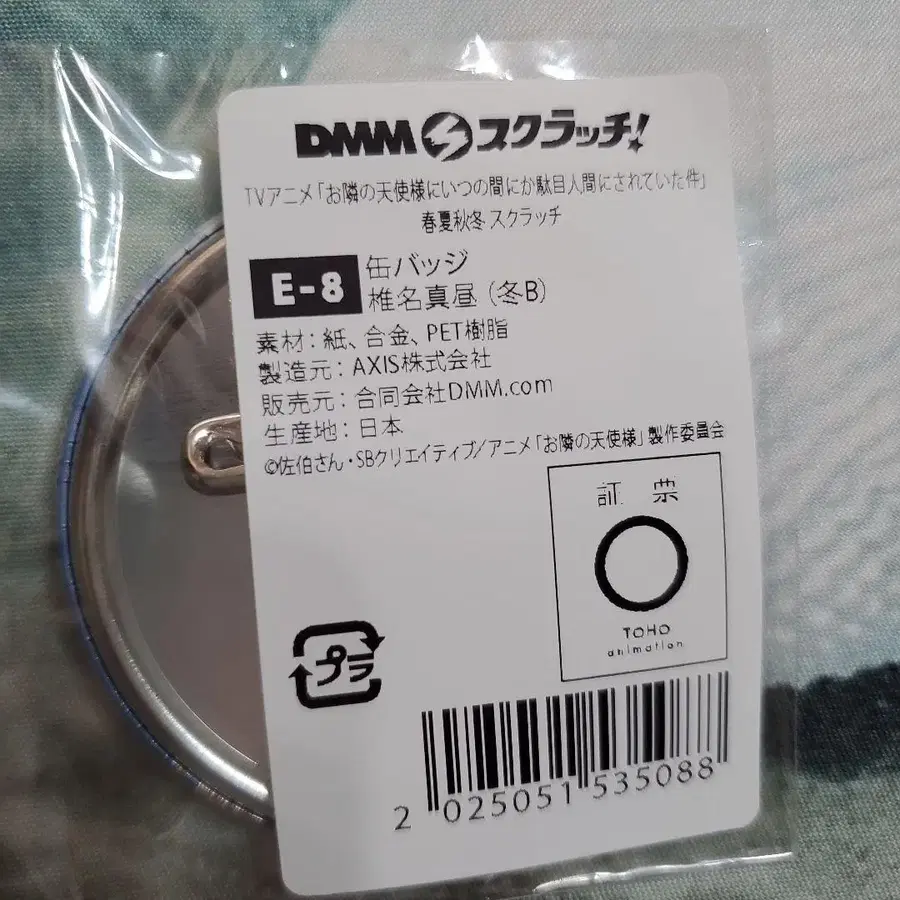 DMM スクラッチ!
TVアニメ「お隣の天使様にいつの間にか駄目人間にされていた件」
春夏秋冬 スクラッチ
E-8 缶バッジ
椎名真昼 (冬B)
素材：紙、合金、PET樹脂
製造元：AXIS株式会社
販売元：合同会社DMM.com
生産地：日本
©佐伯さん・SBクリエイティブ/アニメ「お隣の天使様」製作委員会
証 票
TOHO
animation
プラ
2 025051 535088